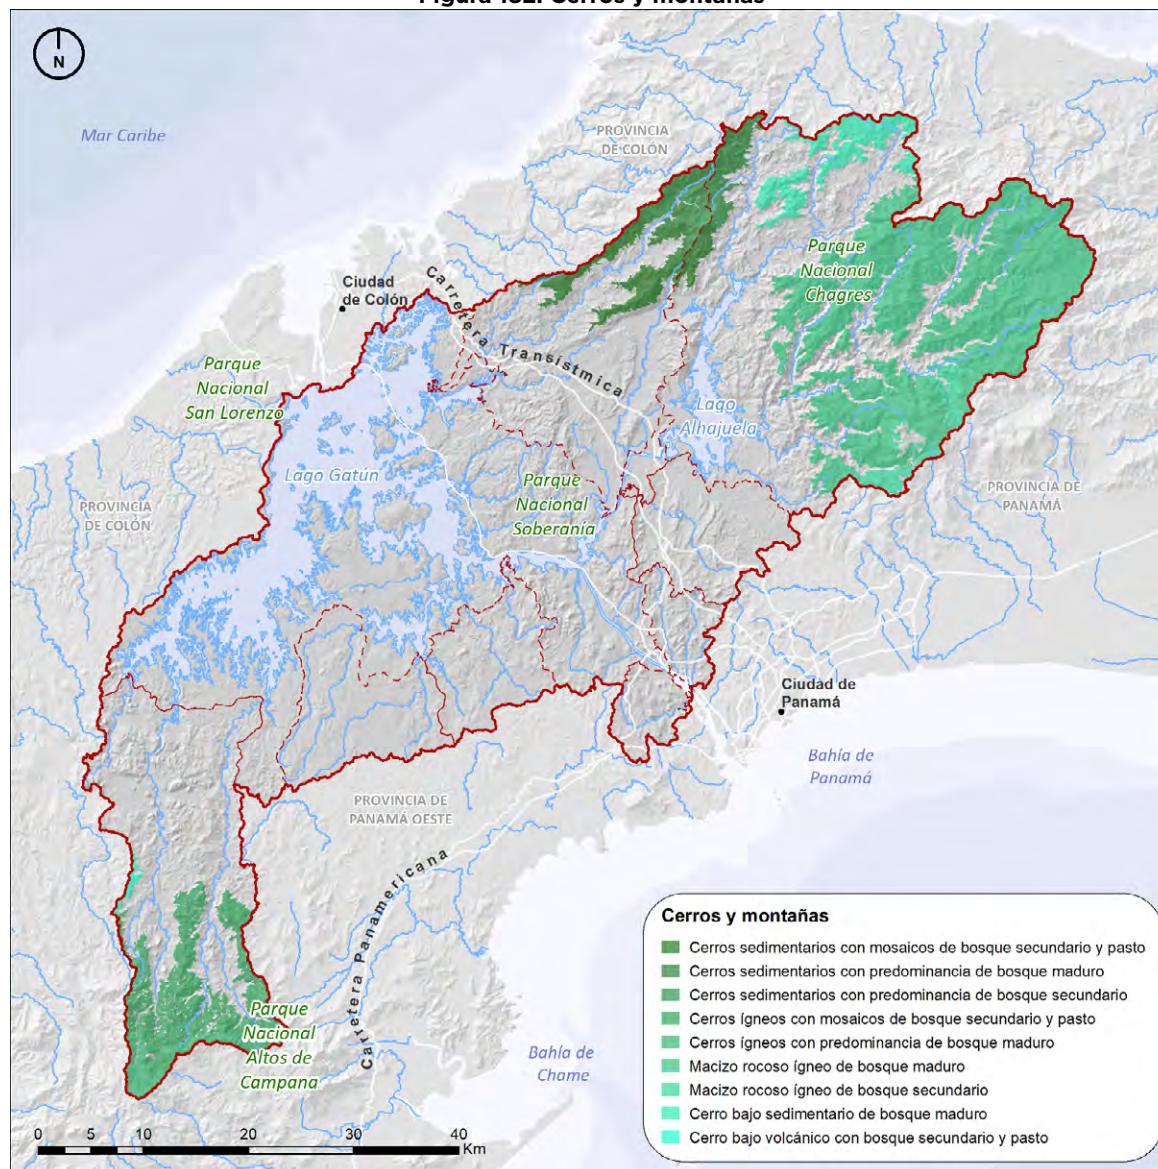 Figura 132. Cerros y montañas
N
Mar Caribe
PROVINCIA
DE COLÓN
Parque
Nacional
Chagres
Ciudad
de Colón
Carretera Transístmica
Parque
Nacional
San Lorenzo
Lago
Alhajuela
Lago Gatún
Parque
Nacional
Soberanía
PROVINCIA
DE COLÓN
PROVINCIA DE
PANAMÁ
Ciudad de
Panamá
Bahía de
Panamá
PROVINCIA DE
PANAMÁ OESTE
Carretera Panamericana
Parque
Nacional
Altos de
Campana
Bahía de
Chame
Cerros y montañas
Cerros sedimentarios con mosaicos de bosque secundario y pasto
Cerros sedimentarios con predominancia de bosque maduro
Cerros sedimentarios con predominancia de bosque secundario
Cerros ígneos con mosaicos de bosque secundario y pasto
Cerros ígneos con predominancia de bosque maduro
Macizo rocoso ígneo de bosque maduro
Macizo rocoso ígneo de bosque secundario
Cerro bajo sedimentario de bosque maduro
Cerro bajo volcánico con bosque secundario y pasto
0 5 10 20 30 40
Km